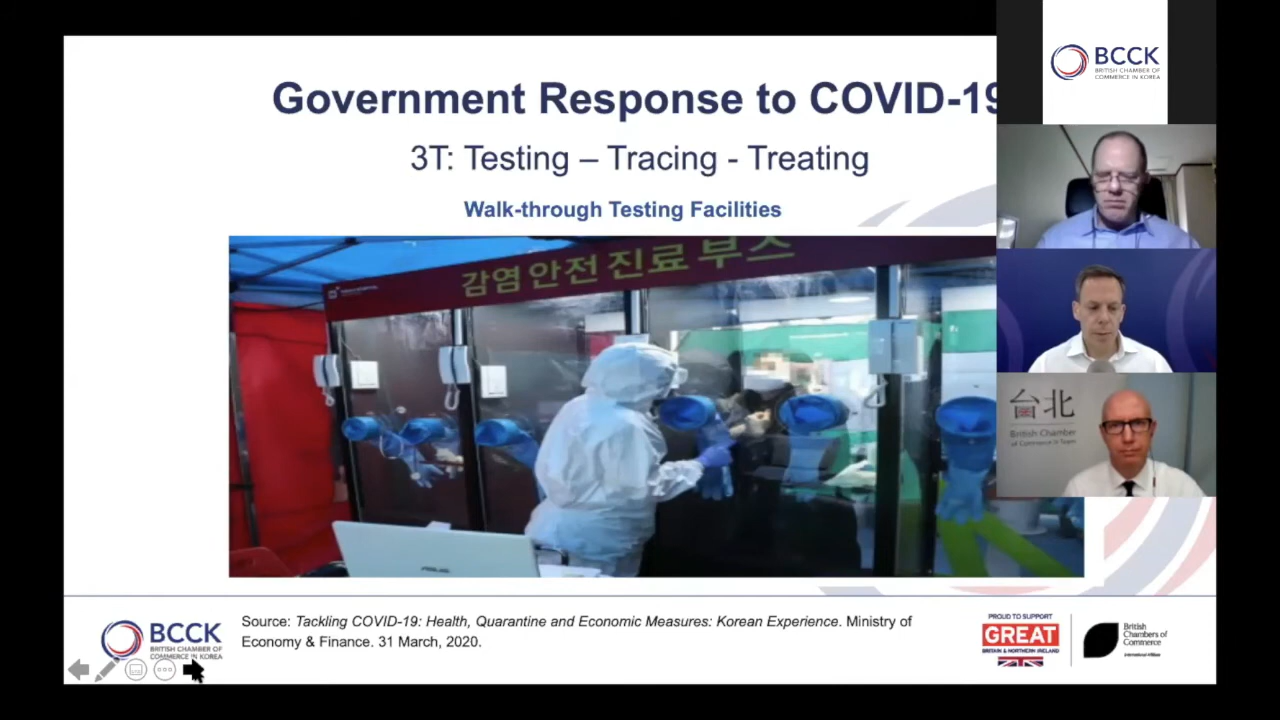 Government Response to COVID-19
3T: Testing – Tracing - Treating
Walk-through Testing Facilities
감염안전진료부스
ASUS
Source: Tackling COVID-19: Health, Quarantine and Economic Measures: Korean Experience. Ministry of
Economy & Finance. 31 March, 2020.
BCCK
BRITISH CHAMBER OF
COMMERCE IN KOREA
PROUD TO SUPPORT
GREAT
BRITAIN & NORTHERN IRELAND
British
Chambers of
Commerce
BCCK
BRITISH CHAMBER OF
COMMERCE IN KOREA
台北
British Chamber
of Commerce in Taipei